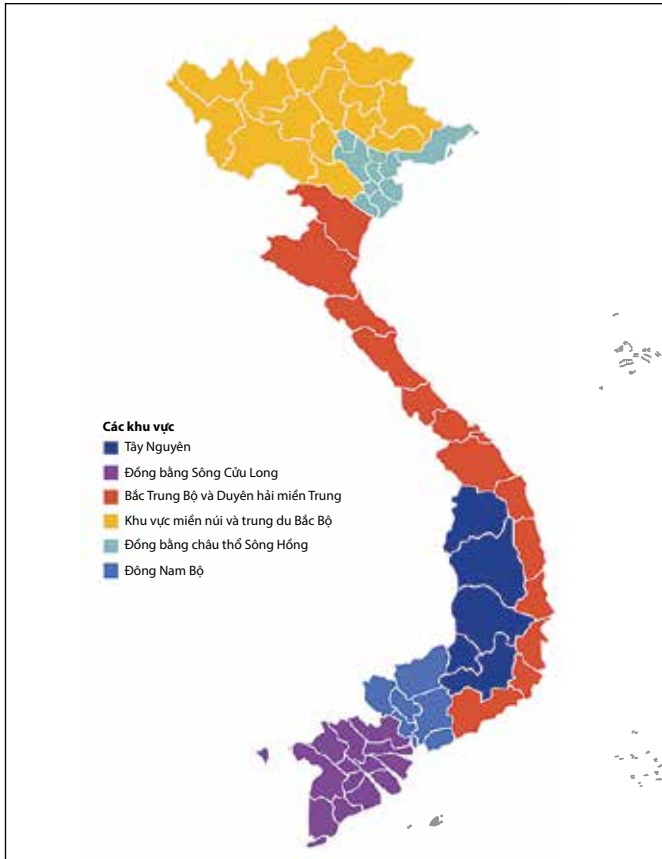 Các khu vực
Tây Nguyên
Đồng bằng Sông Cửu Long
Bắc Trung Bộ và Duyên hải miền Trung
Khu vực miền núi và trung du Bắc Bộ
Đồng bằng châu thổ Sông Hồng
Đông Nam Bộ